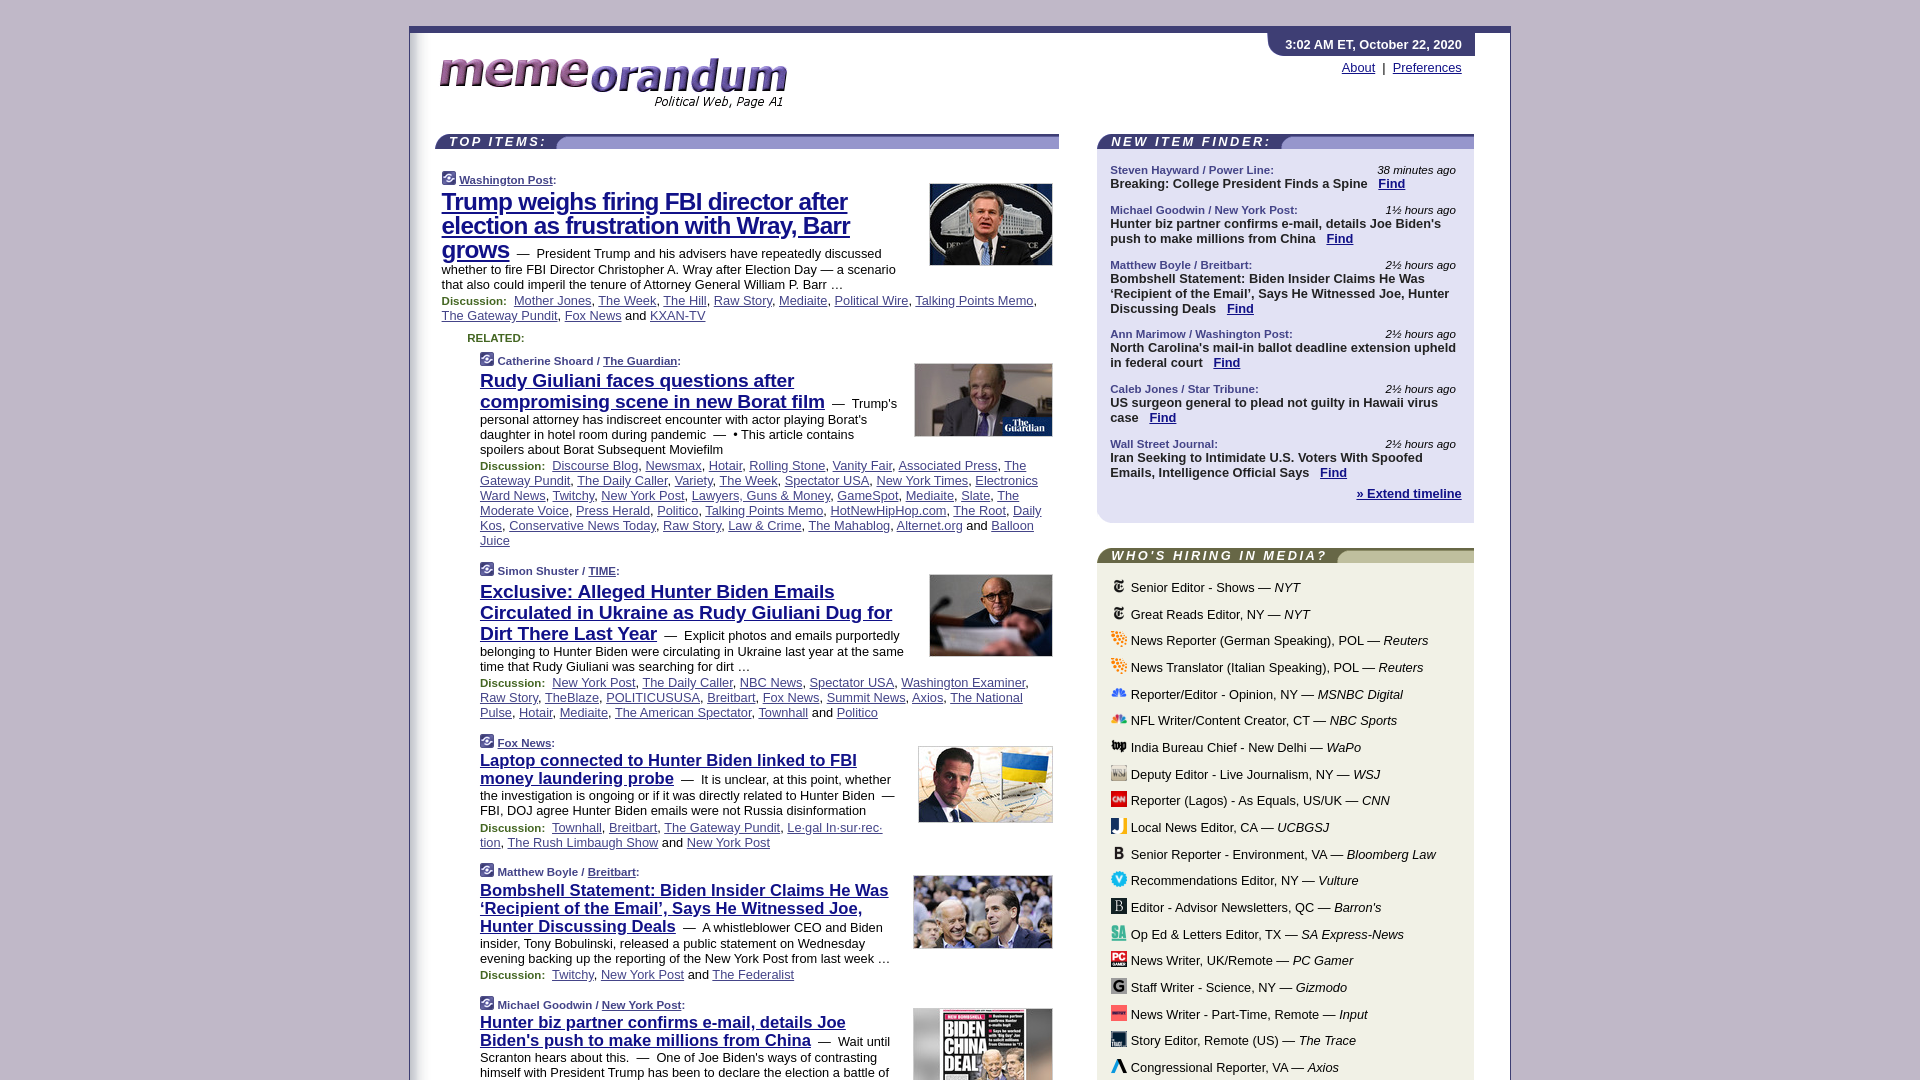 3:02 AM ET, October 22, 2020
memeorandum
Political Web, Page A1
About | Preferences
TOP ITEMS:
Washington Post:
Trump weighs firing FBI director after
election as frustration with Wray, Barr
grows — President Trump and his advisers have repeatedly discussed
whether to fire FBI Director Christopher A. Wray after Election Day — a scenario
that also could imperil the tenure of Attorney General William P. Barr …
Discussion: Mother Jones, The Week, The Hill, Raw Story, Mediaite, Political Wire, Talking Points Memo,
The Gateway Pundit, Fox News and KXAN-TV
RELATED:
Catherine Shoard / The Guardian:
Rudy Giuliani faces questions after
compromising scene in new Borat film — Trump's
personal attorney has indiscreet encounter with actor playing Borat's
daughter in hotel room during pandemic — • This article contains
spoilers about Borat Subsequent Moviefilm
The
Guardian
Discussion: Discourse Blog, Newsmax, Hotair, Rolling Stone, Vanity Fair, Associated Press, The
Gateway Pundit, The Daily Caller, Variety, The Week, Spectator USA, New York Times, Electronics
Ward News, Twitchy, New York Post, Lawyers, Guns & Money, GameSpot, Mediaite, Slate, The
Moderate Voice, Press Herald, Politico, Talking Points Memo, HotNewHipHop.com, The Root, Daily
Kos, Conservative News Today, Raw Story, Law & Crime, The Mahablog, Alternet.org and Balloon
Juice
Simon Shuster / TIME:
Exclusive: Alleged Hunter Biden Emails
Circulated in Ukraine as Rudy Giuliani Dug for
Dirt There Last Year — Explicit photos and emails purportedly
belonging to Hunter Biden were circulating in Ukraine last year at the same
time that Rudy Giuliani was searching for dirt …
Discussion: New York Post, The Daily Caller, NBC News, Spectator USA, Washington Examiner,
Raw Story, TheBlaze, POLITICUSUSA, Breitbart, Fox News, Summit News, Axios, The National
Pulse, Hotair, Mediaite, The American Spectator, Townhall and Politico
Fox News:
Laptop connected to Hunter Biden linked to FBI
money laundering probe — It is unclear, at this point, whether
the investigation is ongoing or if it was directly related to Hunter Biden —
FBI, DOJ agree Hunter Biden emails were not Russia disinformation
Discussion: Townhall, Breitbart, The Gateway Pundit, Le·gal In·sur·rec·
tion, The Rush Limbaugh Show and New York Post
Matthew Boyle / Breitbart:
Bombshell Statement: Biden Insider Claims He Was
‘Recipient of the Email’, Says He Witnessed Joe,
Hunter Discussing Deals — A whistleblower CEO and Biden
insider, Tony Bobulinski, released a public statement on Wednesday
evening backing up the reporting of the New York Post from last week …
Discussion: Twitchy, New York Post and The Federalist
Michael Goodwin / New York Post:
Hunter biz partner confirms e-mail, details Joe
Biden's push to make millions from China — Wait until
Scranton hears about this. — One of Joe Biden's ways of contrasting
himself with President Trump has been to declare the election a battle of
BIDEN
CHINA
DEAL
NEW ITEM FINDER:
Steven Hayward / Power Line: 38 minutes ago
Breaking: College President Finds a Spine Find
Michael Goodwin / New York Post: 1½ hours ago
Hunter biz partner confirms e-mail, details Joe Biden's
push to make millions from China Find
Matthew Boyle / Breitbart: 2½ hours ago
Bombshell Statement: Biden Insider Claims He Was
‘Recipient of the Email’, Says He Witnessed Joe, Hunter
Discussing Deals Find
Ann Marimow / Washington Post: 2½ hours ago
North Carolina's mail-in ballot deadline extension upheld
in federal court Find
Caleb Jones / Star Tribune: 2½ hours ago
US surgeon general to plead not guilty in Hawaii virus
case Find
Wall Street Journal: 2½ hours ago
Iran Seeking to Intimidate U.S. Voters With Spoofed
Emails, Intelligence Official Says Find
» Extend timeline
WHO'S HIRING IN MEDIA?
Senior Editor - Shows — NYT
Great Reads Editor, NY — NYT
News Reporter (German Speaking), POL — Reuters
News Translator (Italian Speaking), POL — Reuters
Reporter/Editor - Opinion, NY — MSNBC Digital
NFL Writer/Content Creator, CT — NBC Sports
India Bureau Chief - New Delhi — WaPo
Deputy Editor - Live Journalism, NY — WSJ
Reporter (Lagos) - As Equals, US/UK — CNN
Local News Editor, CA — UCBGSJ
Senior Reporter - Environment, VA — Bloomberg Law
Recommendations Editor, NY — Vulture
Editor - Advisor Newsletters, QC — Barron's
Op Ed & Letters Editor, TX — SA Express-News
News Writer, UK/Remote — PC Gamer
Staff Writer - Science, NY — Gizmodo
News Writer - Part-Time, Remote — Input
Story Editor, Remote (US) — The Trace
Congressional Reporter, VA — Axios